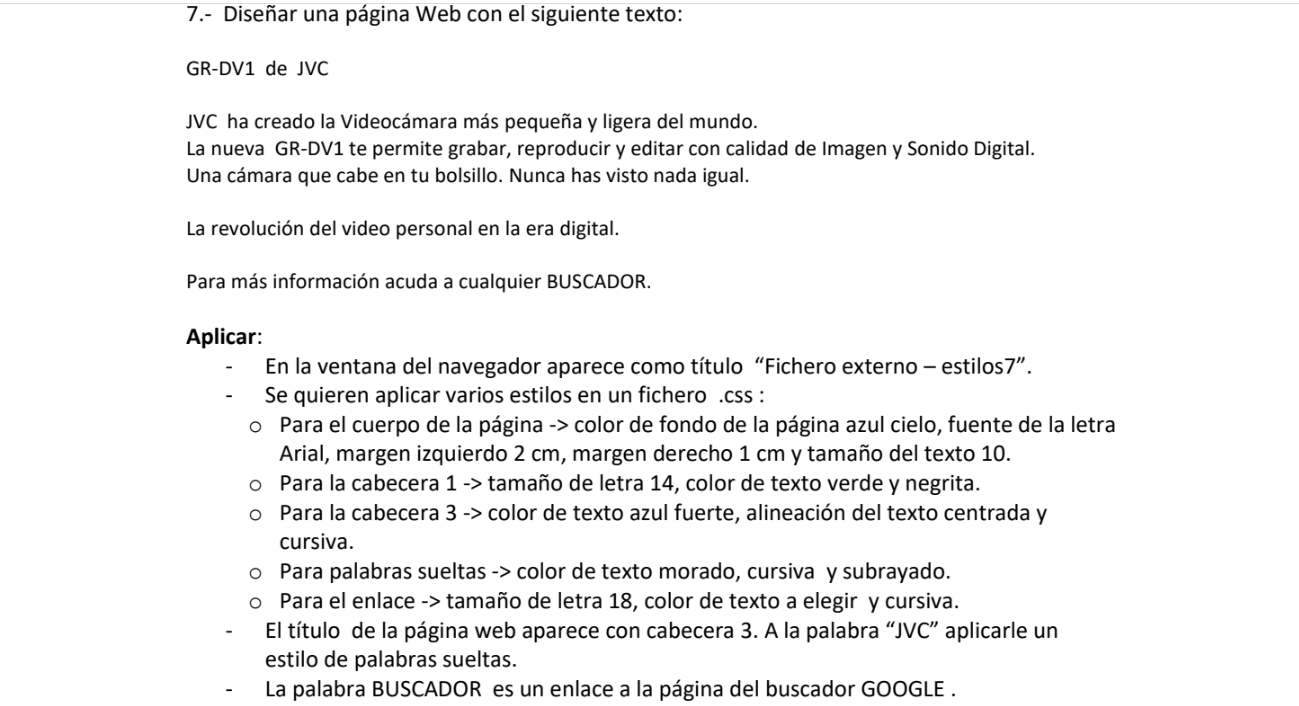 7.- Diseñar una página Web con el siguiente texto:
GR-DV1 de JVC
JVC ha creado la Videocámara más pequeña y ligera del mundo.
La nueva GR-DV1 te permite grabar, reproducir y editar con calidad de Imagen y Sonido Digital.
Una cámara que cabe en tu bolsillo. Nunca has visto nada igual.
La revolución del video personal en la era digital.
Para más información acuda a cualquier BUSCADOR.
Aplicar:
- En la ventana del navegador aparece como título “Fichero externo – estilos7”.
- Se quieren aplicar varios estilos en un fichero .css :
o Para el cuerpo de la página -> color de fondo de la página azul cielo, fuente de la letra
Arial, margen izquierdo 2 cm, margen derecho 1 cm y tamaño del texto 10.
o Para la cabecera 1 -> tamaño de letra 14, color de texto verde y negrita.
o Para la cabecera 3 -> color de texto azul fuerte, alineación del texto centrada y
cursiva.
o Para palabras sueltas -> color de texto morado, cursiva y subrayado.
o Para el enlace -> tamaño de letra 18, color de texto a elegir y cursiva.
- El título de la página web aparece con cabecera 3. A la palabra “JVC” aplicarle un
estilo de palabras sueltas.
- La palabra BUSCADOR es un enlace a la página del buscador GOOGLE .